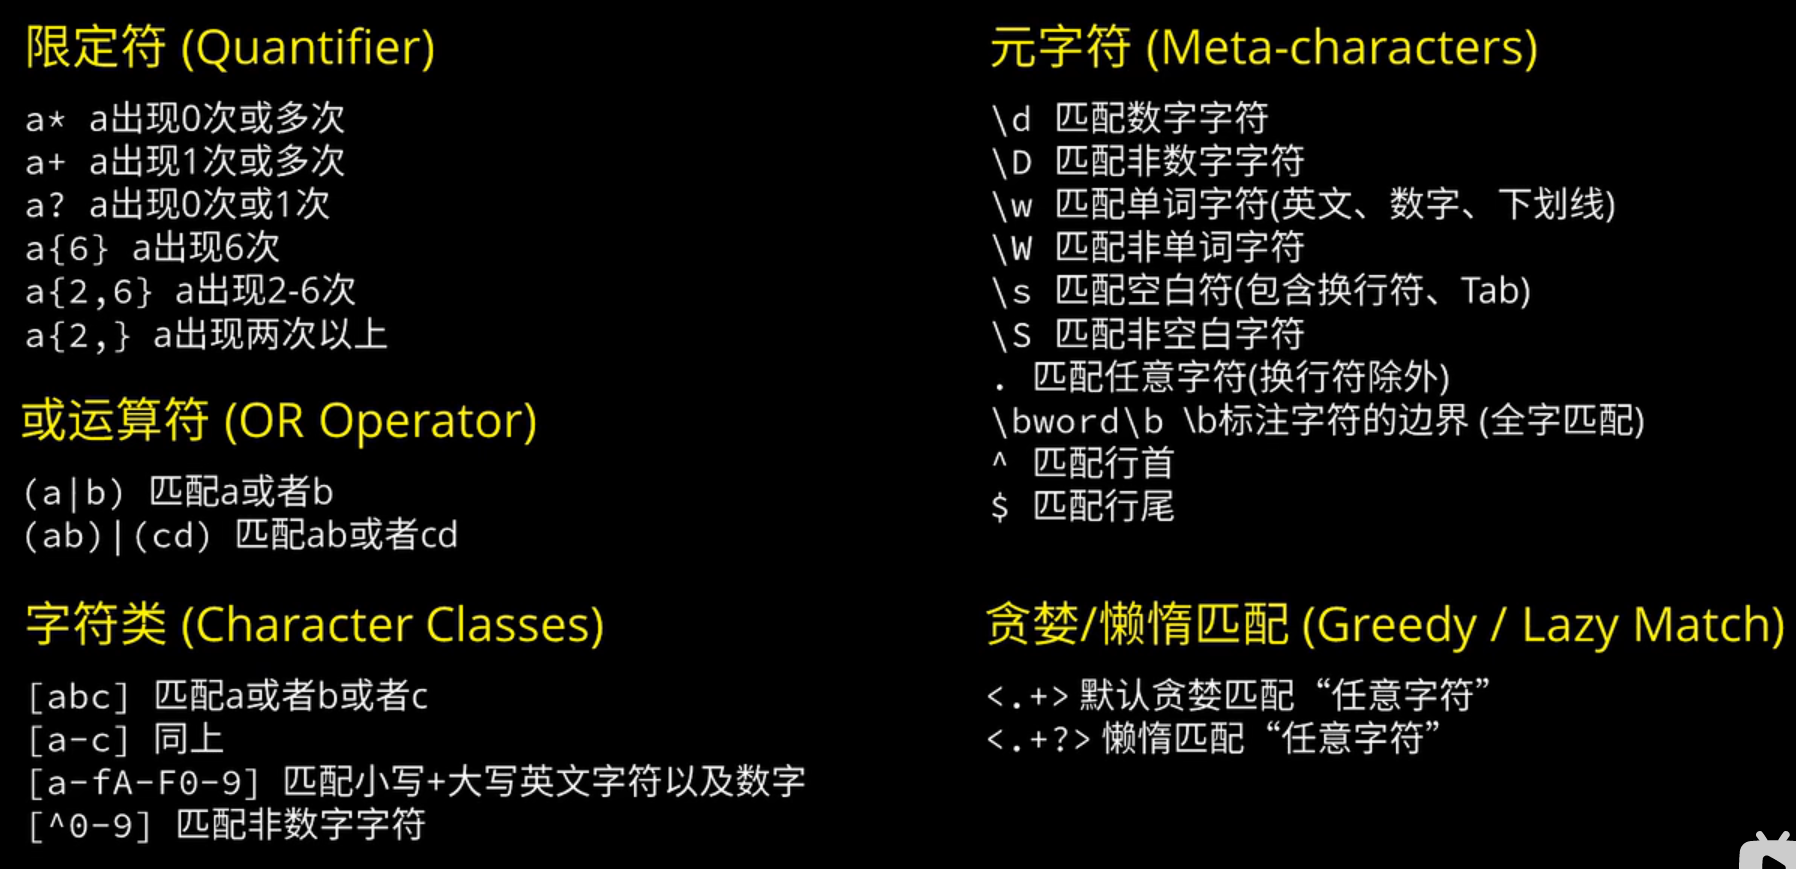 限定符 (Quantifier)
a* a出现0次或多次
a+ a出现1次或多次
a? a出现0次或1次
a{6} a出现6次
a{2,6} a出现2-6次
a{2,} a出现两次以上
或运算符 (OR Operator)
(a|b) 匹配a或者b
(ab)|(cd) 匹配ab或者cd
字符类 (Character Classes)
[abc] 匹配a或者b或者c
[a-c] 同上
[a-fA-F0-9] 匹配小写+大写英文字符以及数字
[^0-9] 匹配非数字字符
元字符 (Meta-characters)
\d 匹配数字字符
\D 匹配非数字字符
\w 匹配单词字符(英文、数字、下划线)
\W 匹配非单词字符
\s 匹配空白符(包含换行符、Tab)
\S 匹配非空白字符
. 匹配任意字符(换行符除外)
\bword\b \b标注字符的边界 (全字匹配)
^ 匹配行首
$ 匹配行尾
贪婪/懒惰匹配 (Greedy / Lazy Match)
<.+> 默认贪婪匹配“任意字符”
<.+?> 懒惰匹配“任意字符”